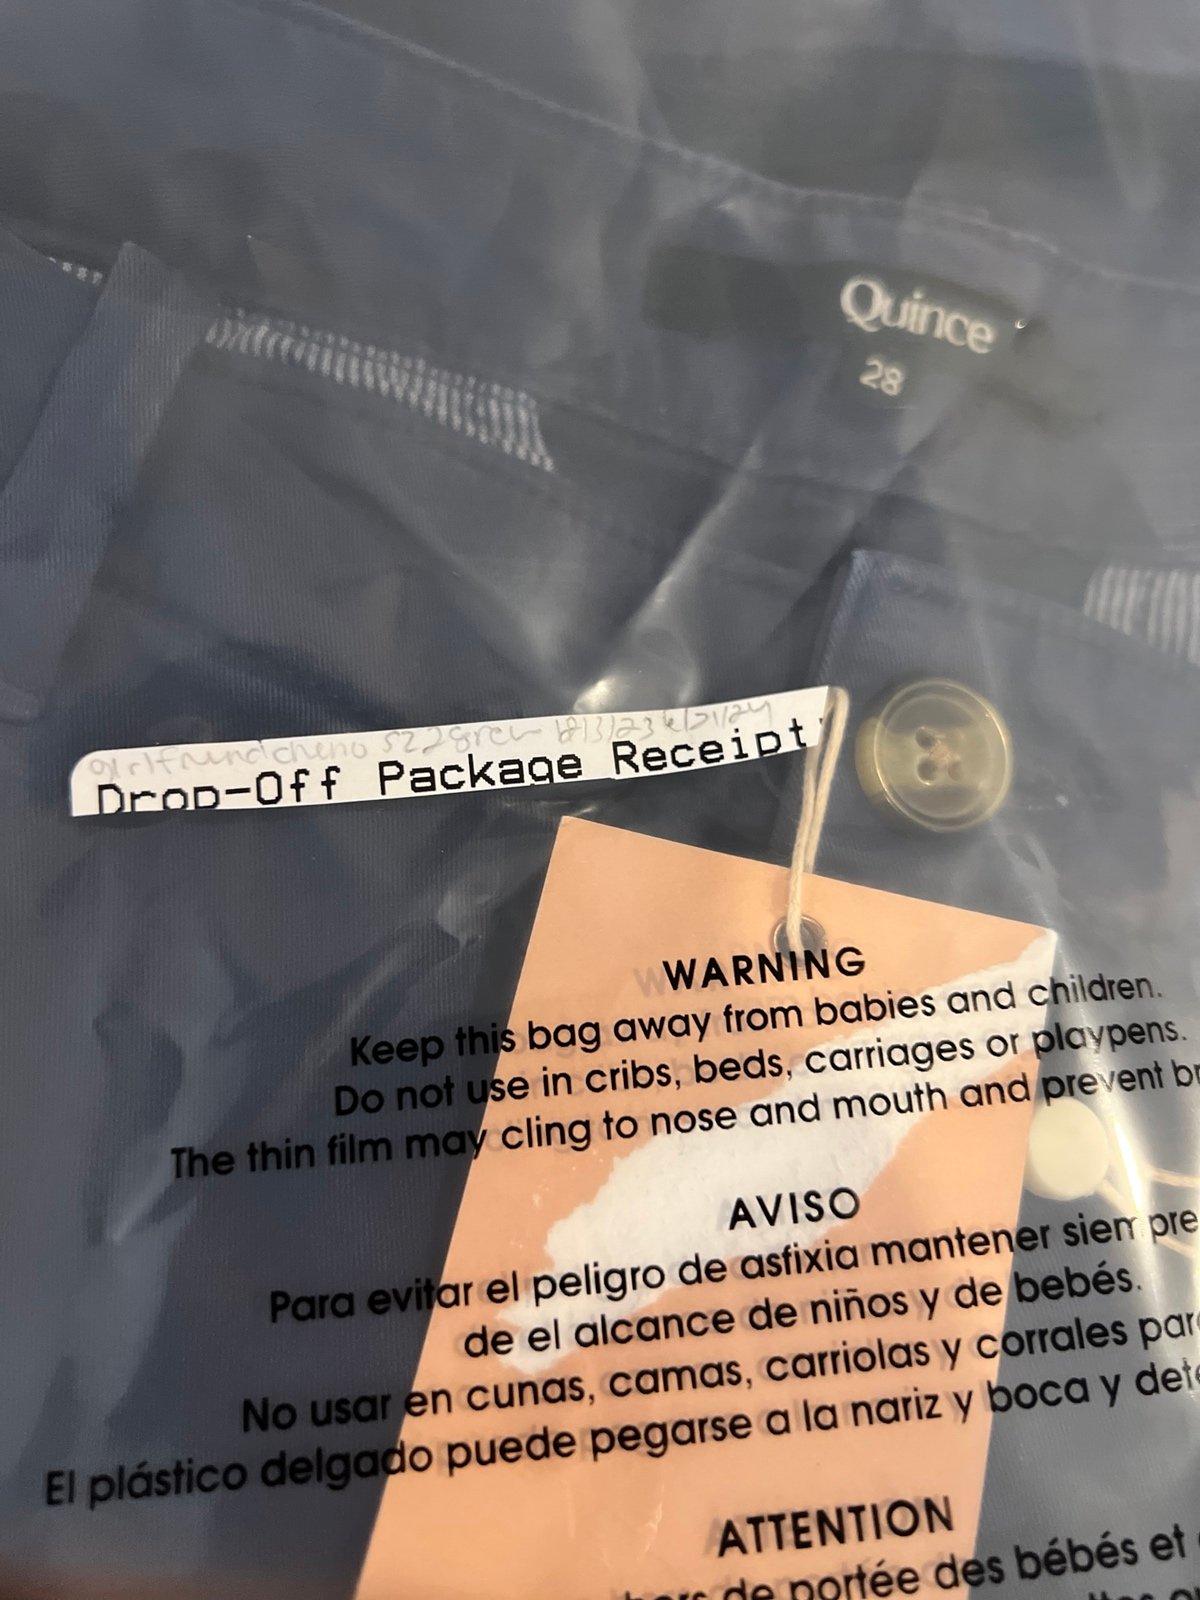 Quince
28
Drop-Off Package Receipt
WARNING
Keep this bag away from babies and children.
Do not use in cribs, beds, carriages or playpens.
The thin film may cling to nose and mouth and prevent
AVISO
Para evitar el peligro de asfixia mantener siempre
de el alcance de niños y de bebés.
No usar en cunas, camas, carriolas y corrales
El plástico delgado puede pegarse a la nariz y boca y
ATTENTION
de portée des bébés et